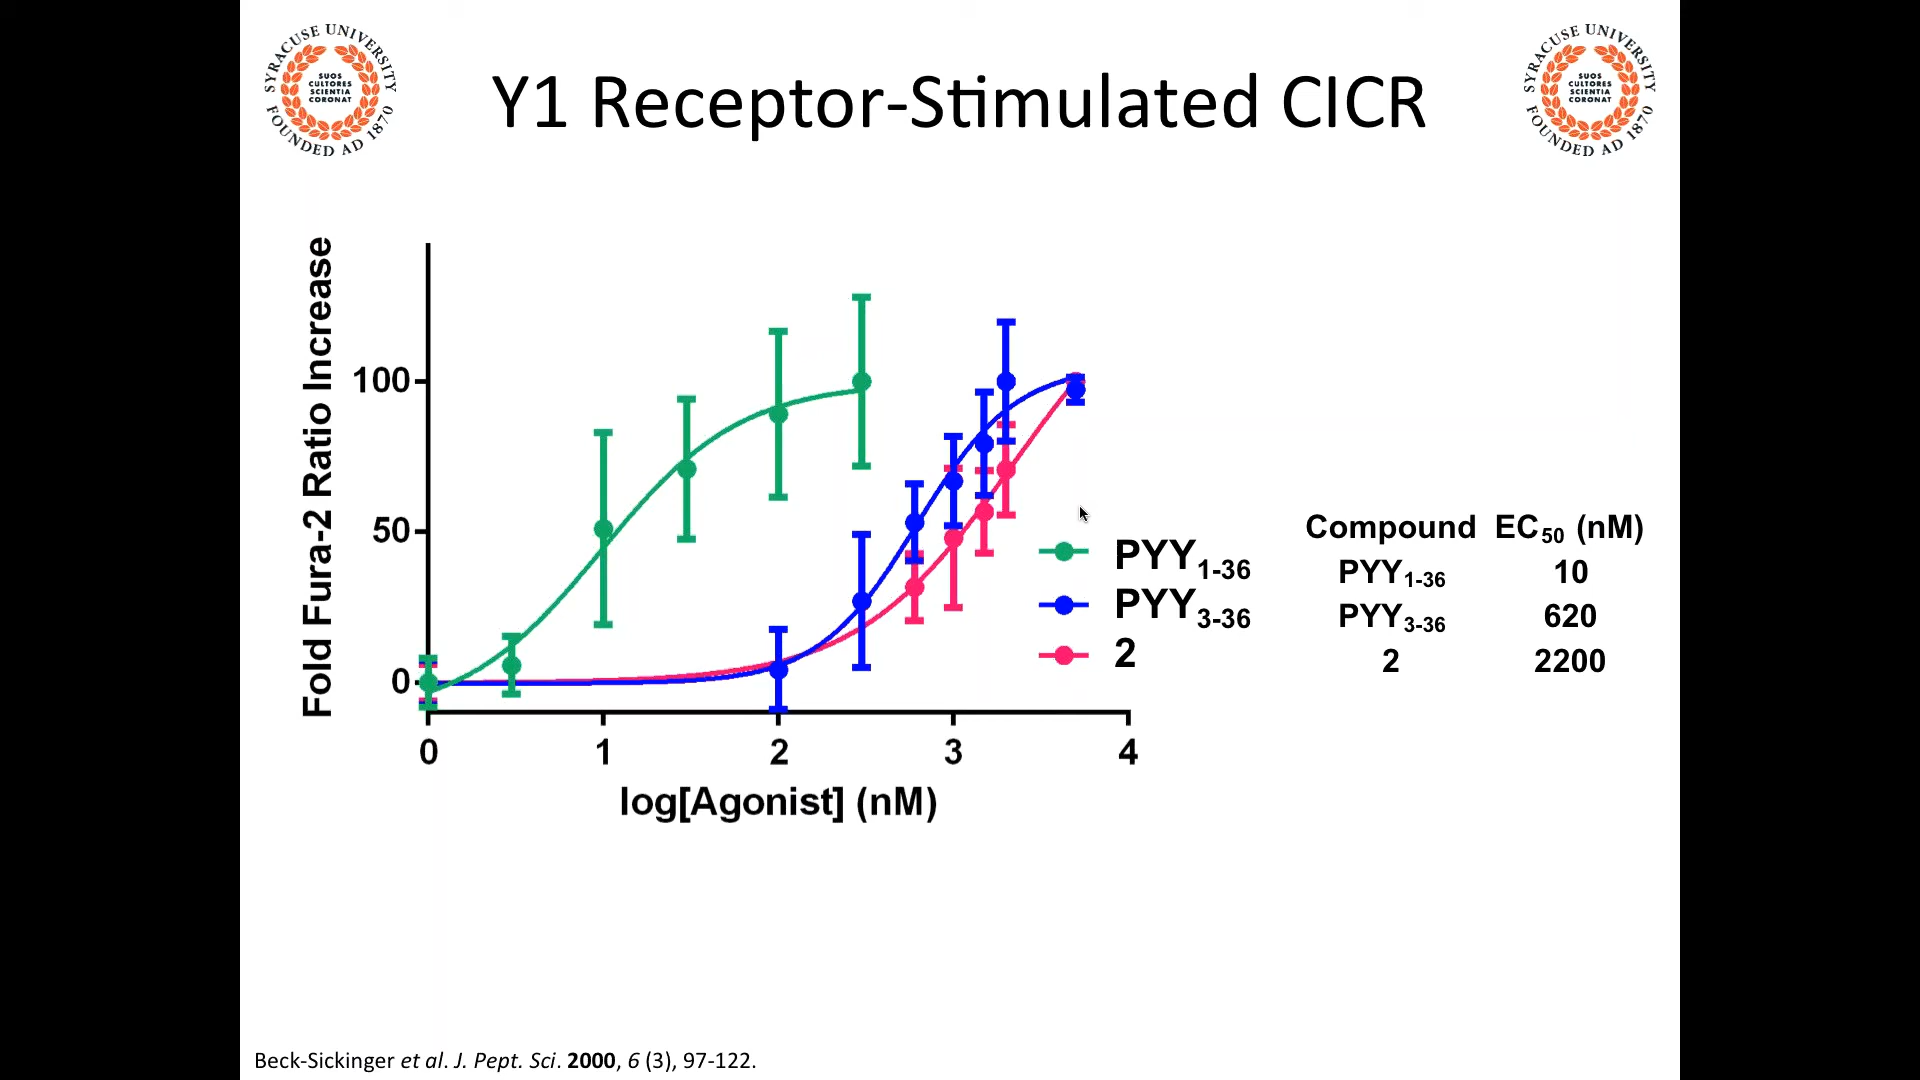 SYRACUSE UNIVERSITY
FOUNDED AD 1870
SUOS
CULTORES
SCIENTIA
CORONAT
Y1 Receptor-Stimulated CICR
SYRACUSE UNIVERSITY
FOUNDED AD 1870
SUOS
CULTORES
SCIENTIA
CORONAT
Fold Fura-2 Ratio Increase
100
50
0
0 1 2 3 4
log[Agonist] (nM)
PYY1-36
PYY3-36
2
Compound EC50 (nM)
PYY1-36 10
PYY3-36 620
2 2200
Beck-Sickinger et al. J. Pept. Sci. 2000, 6 (3), 97-122.